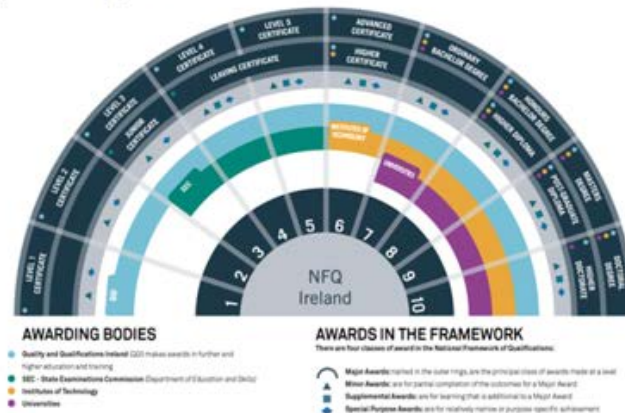 LEVEL 1
CERTIFICATE
LEVEL 2
CERTIFICATE
LEVEL 3
CERTIFICATE
JUNIOR
CERTIFICATE
LEVEL 4
CERTIFICATE
LEVEL 5
CERTIFICATE
LEAVING CERTIFICATE
ADVANCED
CERTIFICATE
HIGHER
CERTIFICATE
ORDINARY
BACHELOR DEGREE
HONOURS
BACHELOR DEGREE
HIGHER DIPLOMA
MASTERS
DEGREE
POST-GRADUATE
DIPLOMA
DOCTORAL
DEGREE
HIGHER
DOCTORATE
QQI
SEC
INSTITUTES OF
TECHNOLOGY
UNIVERSITIES
1
2
3
4
5
6
7
8
9
10
NFQ
Ireland
AWARDING BODIES
Quality and Qualifications Ireland (QQI) makes awards in further and
higher education and training
SEC - State Examinations Commission (Department of Education and Skills)
Institutes of Technology
Universities
AWARDS IN THE FRAMEWORK
There are four classes of award in the National Framework of Qualifications:
Major Awards: named in the outer rings, are the principal class of awards made at a level
Minor Awards: are for partial completion of the outcomes for a Major Award
Supplemental Awards: are for learning that is additional to a Major Award
Special Purpose Awards: are for relatively narrow or purpose-specific achievement